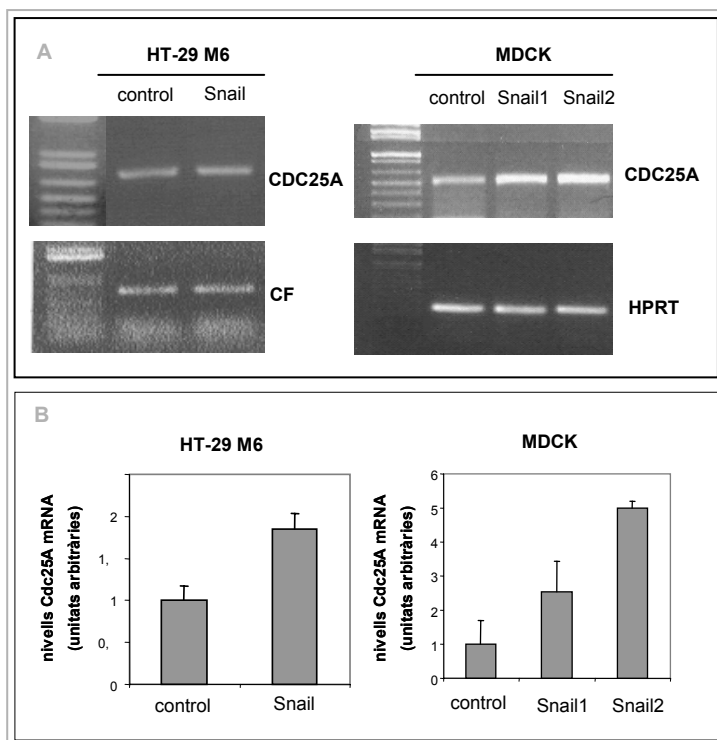 A
HT-29 M6
control Snail
CDC25A
CF
MDCK
control Snail1 Snail2
CDC25A
HPRT
B
HT-29 M6
nivells Cdc25A mRNA
(unitats arbitràries)
2
1,
1
0,
0
control Snail
MDCK
nivells Cdc25A mRNA
(unitats arbitràries)
6
5
4
3
2
1
0
control Snail1 Snail2